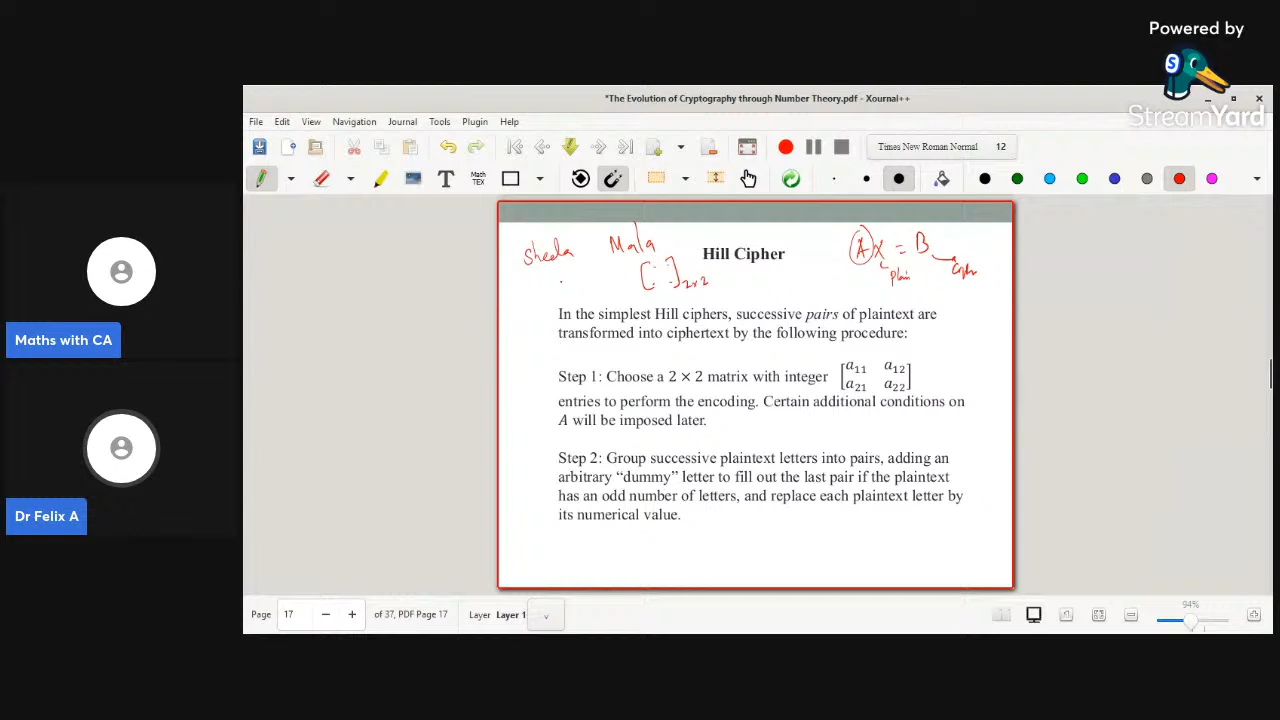 Powered by
S
StreamYard
*The Evolution of Cryptography through Number Theory.pdf - Xournal++
File Edit View Navigation Journal Tools Plugin Help
Times New Roman Normal 12
T Math TEX
Mala Hill Cipher A X = B
plain
[: :]2×2
In the simplest Hill ciphers, successive pairs of plaintext are
transformed into ciphertext by the following procedure:
Step 1: Choose a 2 × 2 matrix with integer [a11 a12
a21 a22]
entries to perform the encoding. Certain additional conditions on
A will be imposed later.
Step 2: Group successive plaintext letters into pairs, adding an
arbitrary “dummy” letter to fill out the last pair if the plaintext
has an odd number of letters, and replace each plaintext letter by
its numerical value.
Maths with CA
Dr Felix A
Page 17 − + of 37, PDF Page 17 Layer Layer 1 94%